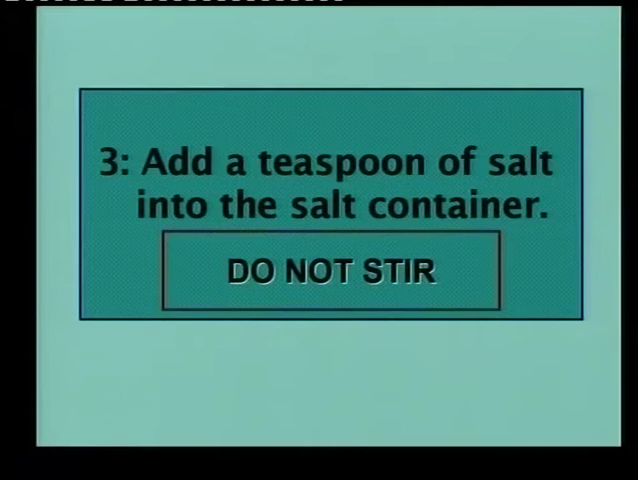 3: Add a teaspoon of salt
into the salt container.
DO NOT STIR